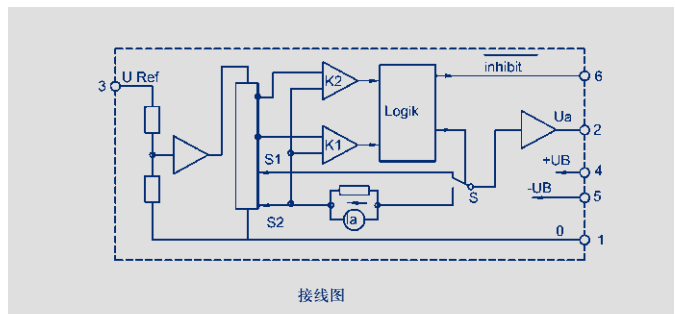 inhibit
6
3
U Ref
K2
Logik
Ua
2
K1
+UB
4
S1
-UB
5
S
S2
Ia
0
1
接线图